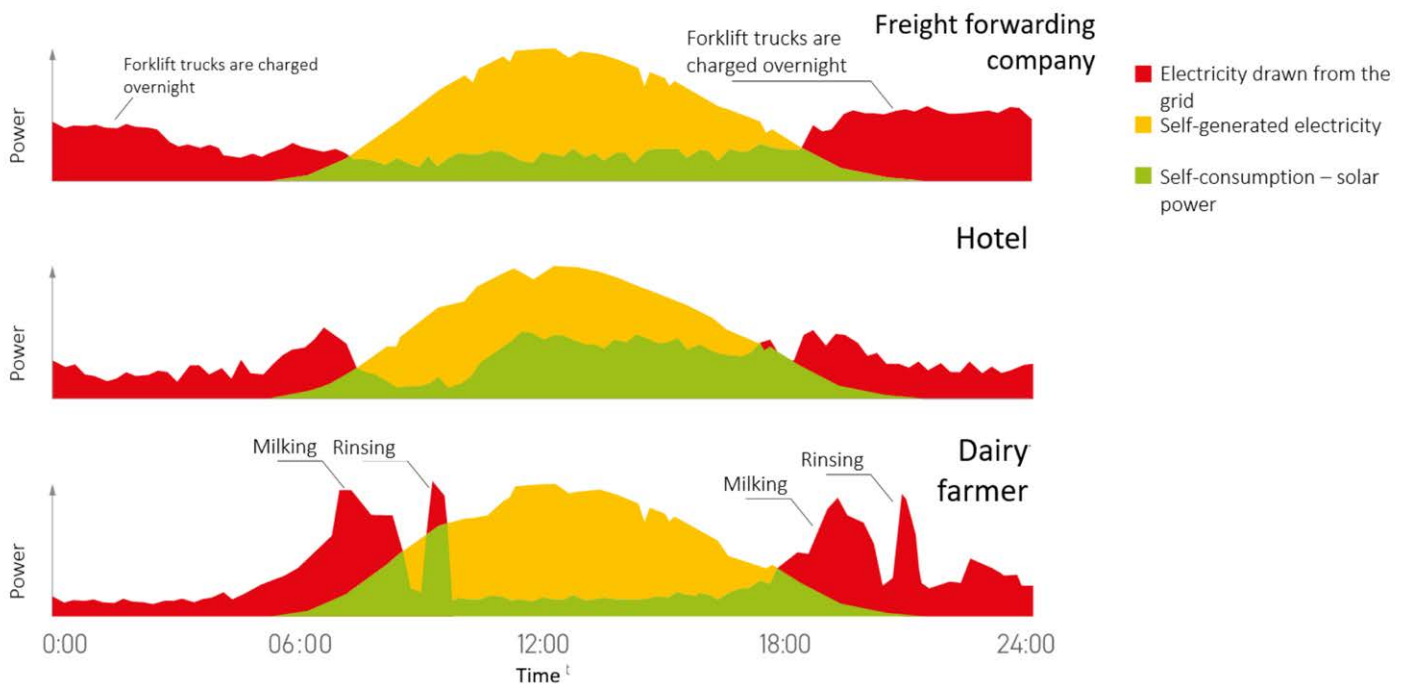 Freight forwarding
company
Forklift trucks are charged
overnight
Forklift trucks are
charged overnight
Power
Electricity drawn from the
grid
Self-generated electricity
Self-consumption – solar
power
Hotel
Power
Dairy
farmer
Milking
Rinsing
Milking
Rinsing
Power
0:00
06:00
12:00
18:00
24:00
Time t